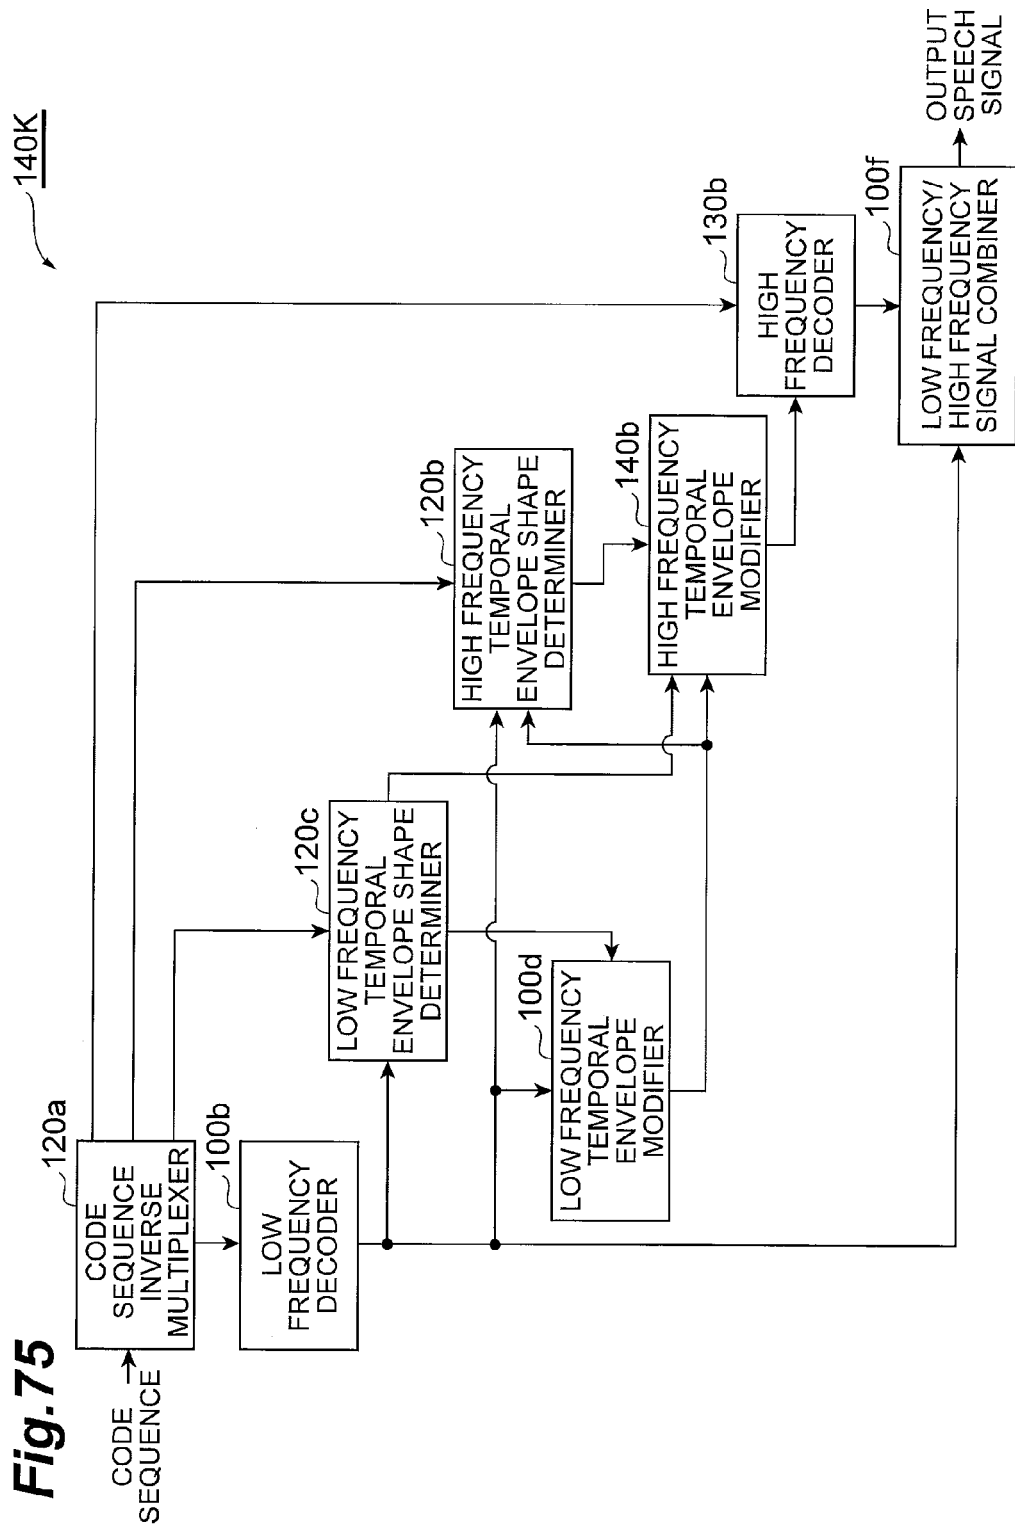 Fig.75
140K
CODE
SEQUENCE
120a
CODE
SEQUENCE
INVERSE
MULTIPLEXER
100b
LOW
FREQUENCY
DECODER
120c
LOW FREQUENCY
TEMPORAL
ENVELOPE SHAPE
DETERMINER
100d
LOW FREQUENCY
TEMPORAL
ENVELOPE
MODIFIER
120b
HIGH FREQUENCY
TEMPORAL
ENVELOPE SHAPE
DETERMINER
140b
HIGH FREQUENCY
TEMPORAL
ENVELOPE
MODIFIER
130b
HIGH
FREQUENCY
DECODER
100f
LOW FREQUENCY/
HIGH FREQUENCY
SIGNAL COMBINER
OUTPUT
SPEECH
SIGNAL